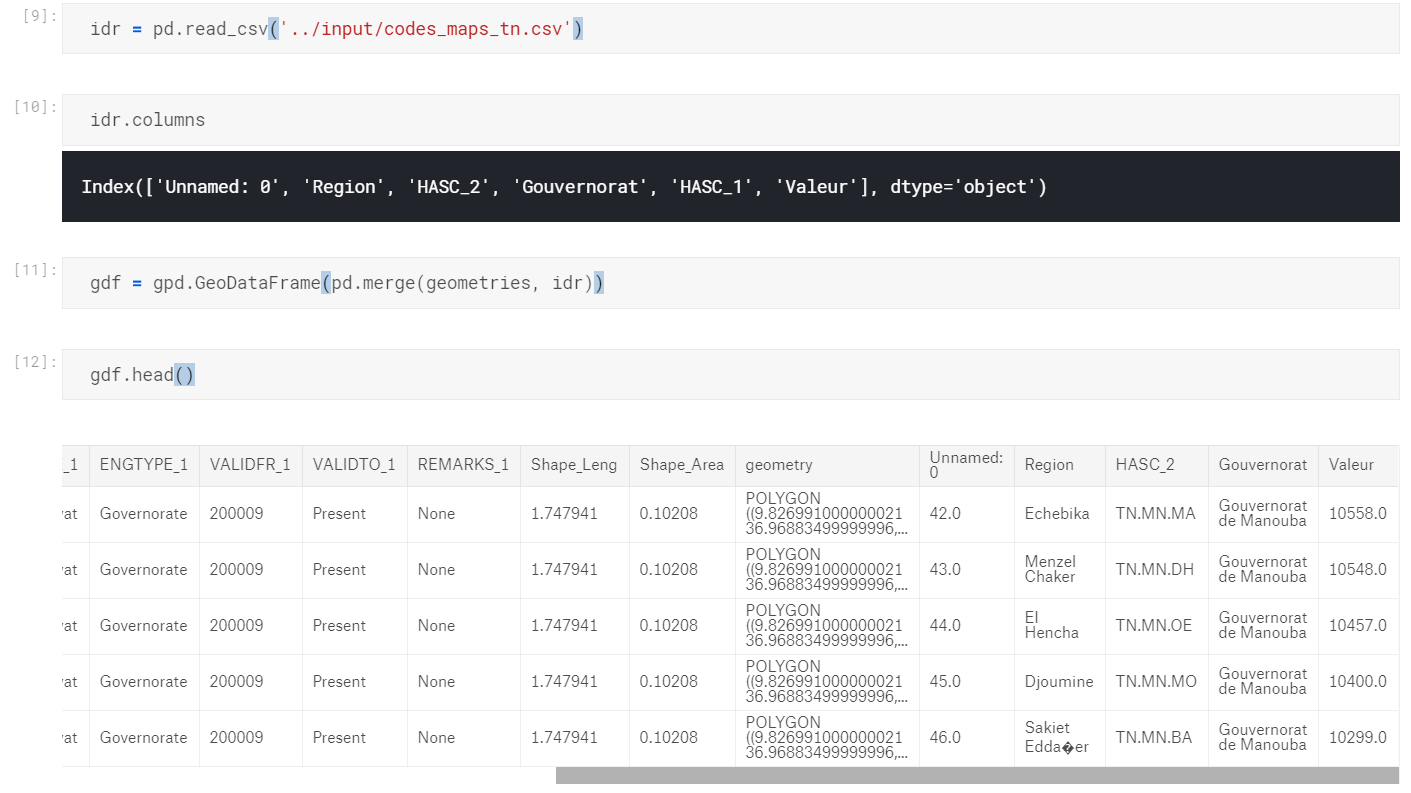 [9]:
idr = pd.read_csv('../input/codes_maps_tn.csv')
[10]:
idr.columns
Index(['Unnamed: 0', 'Region', 'HASC_2', 'Gouvernorat', 'HASC_1', 'Valeur'], dtype='object')
[11]:
gdf = gpd.GeoDataFrame(pd.merge(geometries, idr))
[12]:
gdf.head()
_1 ENGTYPE_1 VALIDFR_1 VALIDTO_1 REMARKS_1 Shape_Leng Shape_Area geometry Unnamed: 0 Region HASC_2 Gouvernorat Valeur
at Governorate 200009 Present None 1.747941 0.10208 POLYGON ((9.826991000000021 36.96883499999996,... 42.0 Echebika TN.MN.MA Gouvernorat de Manouba 10558.0
at Governorate 200009 Present None 1.747941 0.10208 POLYGON ((9.826991000000021 36.96883499999996,... 43.0 Menzel Chaker TN.MN.DH Gouvernorat de Manouba 10548.0
at Governorate 200009 Present None 1.747941 0.10208 POLYGON ((9.826991000000021 36.96883499999996,... 44.0 El Hencha TN.MN.OE Gouvernorat de Manouba 10457.0
at Governorate 200009 Present None 1.747941 0.10208 POLYGON ((9.826991000000021 36.96883499999996,... 45.0 Djoumine TN.MN.MO Gouvernorat de Manouba 10400.0
at Governorate 200009 Present None 1.747941 0.10208 POLYGON ((9.826991000000021 36.96883499999996,... 46.0 Sakiet Edda�er TN.MN.BA Gouvernorat de Manouba 10299.0